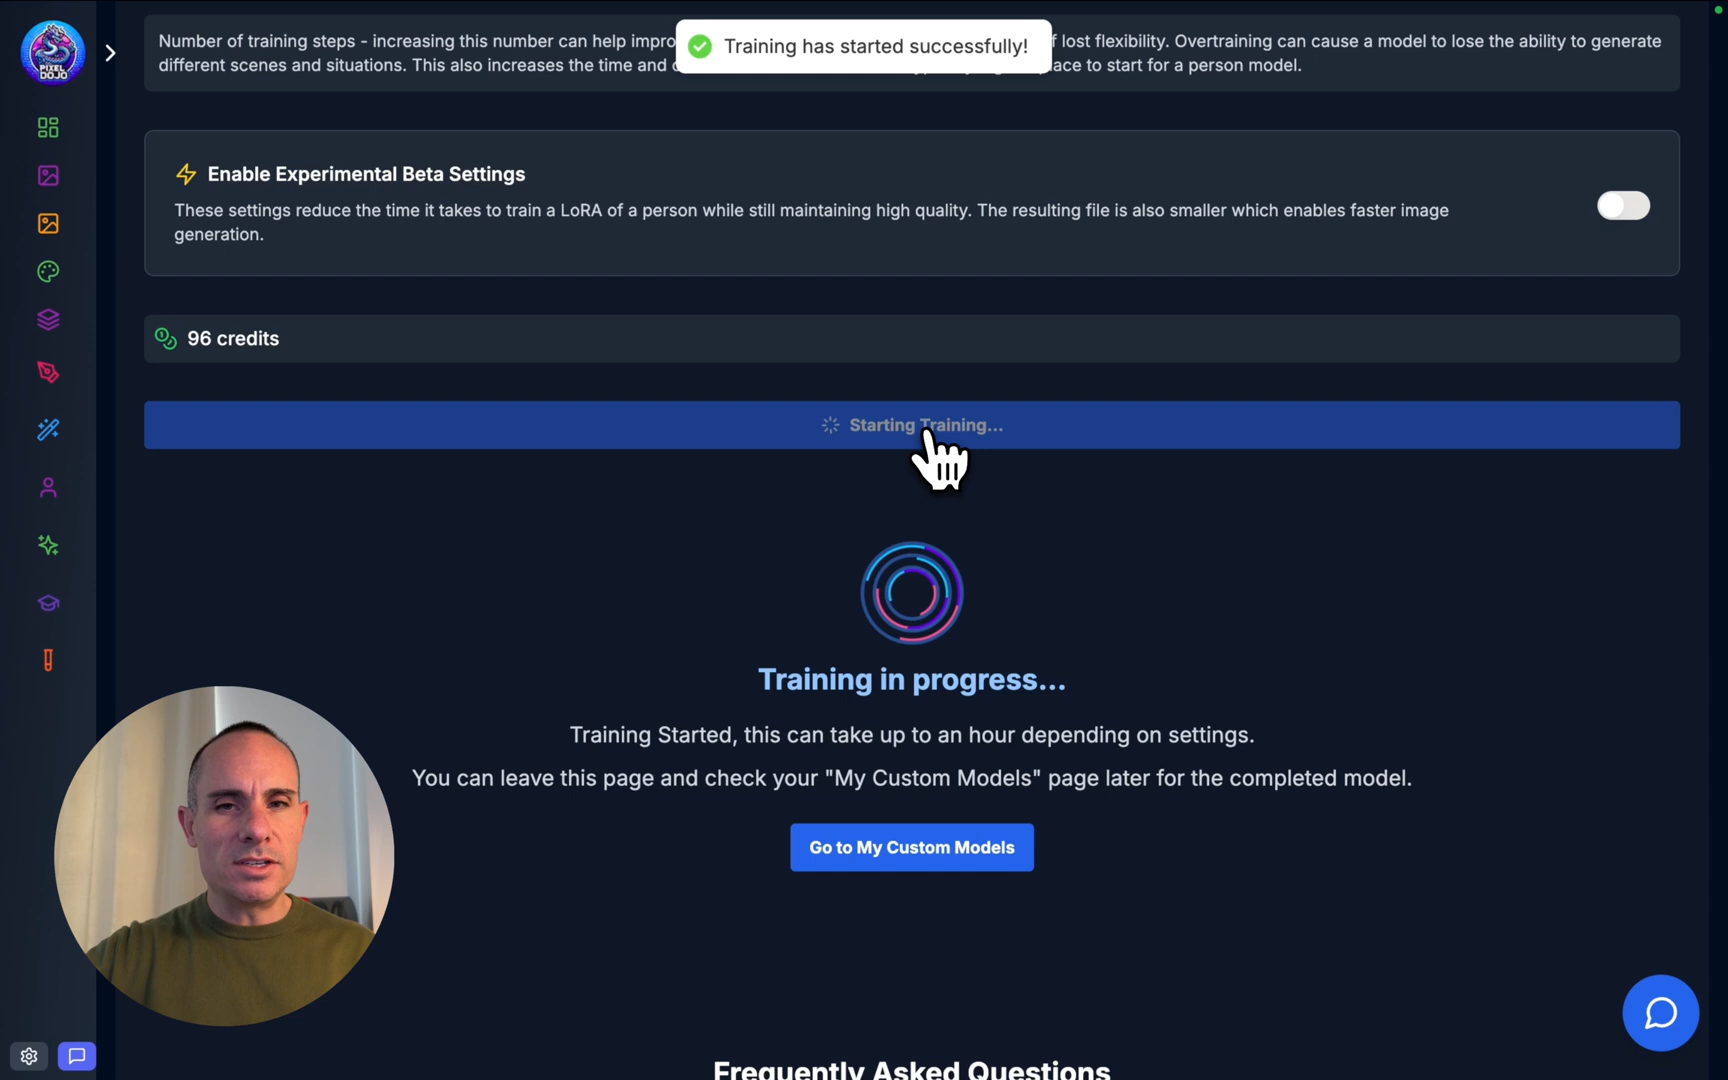 PIXEL
DOJO
Training has started successfully!
Number of training steps - increasing this number can help impro
f lost flexibility. Overtraining can cause a model to lose the ability to generate
different scenes and situations. This also increases the time and
ace to start for a person model.
Enable Experimental Beta Settings
These settings reduce the time it takes to train a LoRA of a person while still maintaining high quality. The resulting file is also smaller which enables faster image
generation.
96 credits
Starting Training...
Training in progress...
Training Started, this can take up to an hour depending on settings.
You can leave this page and check your "My Custom Models" page later for the completed model.
Go to My Custom Models
Frequently Asked Questions